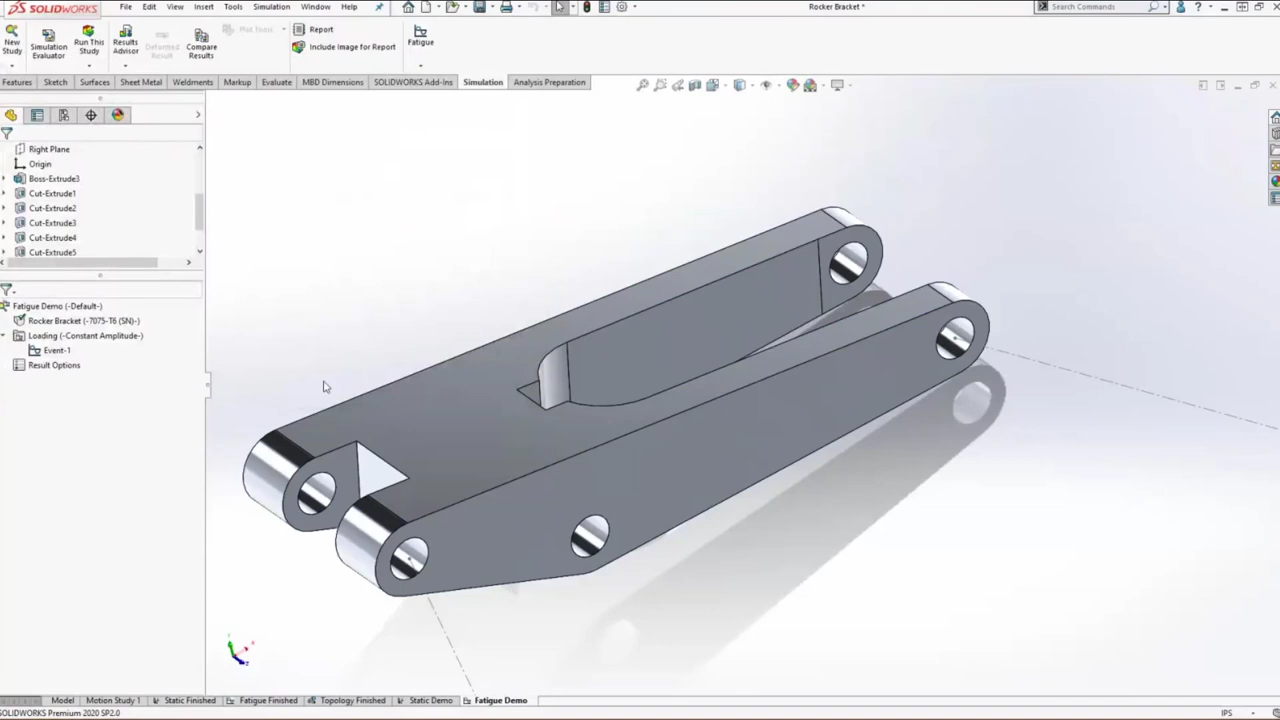 SOLIDWORKS File Edit View Insert Tools Simulation Window Help Rocker Bracket * Search Commands
New Study
Simulation Evaluator
Run This Study
Results Advisor
Deformed Result
Compare Results
Plot Tools
Report
Include Image for Report
Fatigue
Features Sketch Surfaces Sheet Metal Weldments Markup Evaluate MBD Dimensions SOLIDWORKS Add-Ins Simulation Analysis Preparation
Right Plane
Origin
Boss-Extrude3
Cut-Extrude1
Cut-Extrude2
Cut-Extrude3
Cut-Extrude4
Cut-Extrude5
Fatigue Demo (-Default-)
Rocker Bracket (-7075-T6 (SN)-)
Loading (-Constant Amplitude-)
Event-1
Result Options
Model Motion Study 1 Static Finished Fatigue Finished Topology Finished Static Demo Fatigue Demo
SOLIDWORKS Premium 2020 SP2.0 IPS